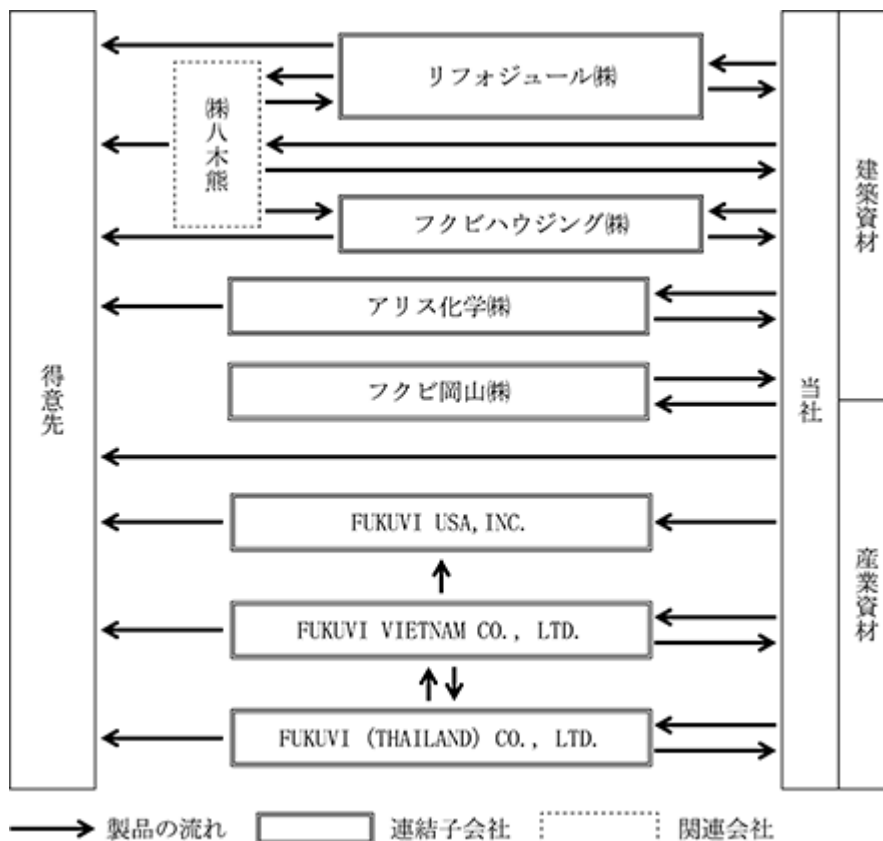 リフォジュール㈱
㈱八木熊
フクビハウジング㈱
アリス化学㈱
フクビ岡山㈱
得意先
当社
建築資材
産業資材
FUKUVI USA,INC.
FUKUVI VIETNAM CO., LTD.
FUKUVI (THAILAND) CO., LTD.
製品の流れ
連結子会社
関連会社